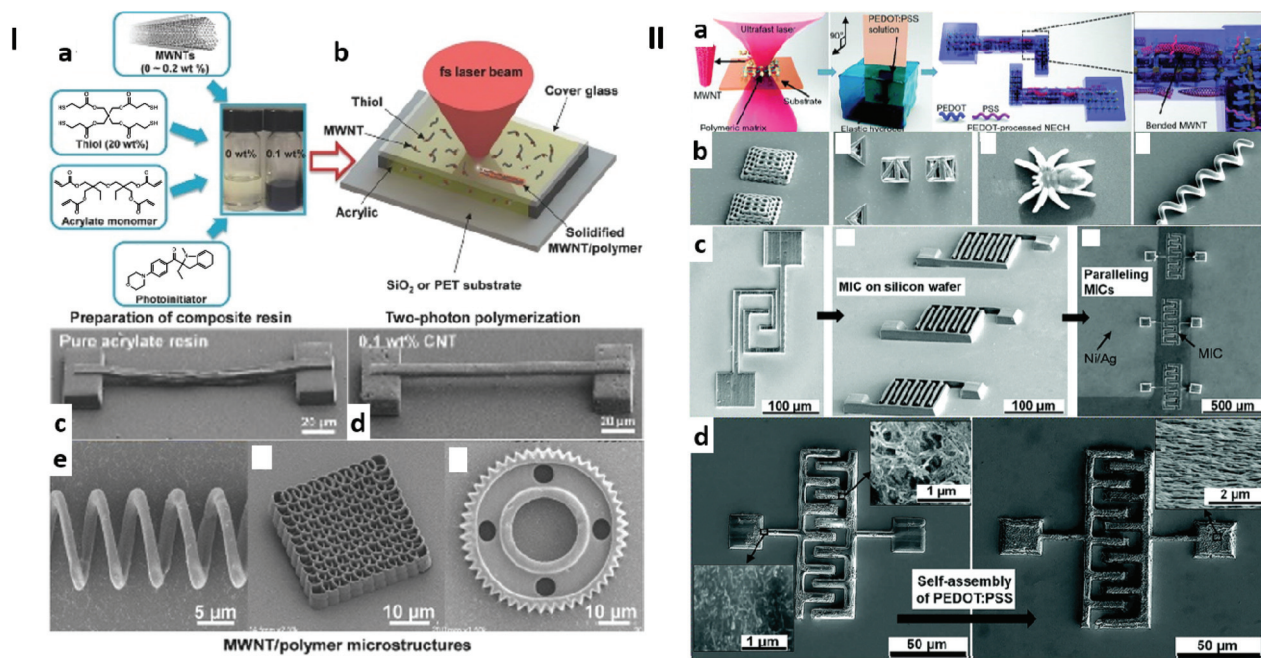 I
a
MWNTs
(0 ~ 0.2 wt %)
HS
SH
HS
SH
Thiol (20 wt%)
Acrylate monomer
Photoinitiator
0 wt%
0.1 wt%
Preparation of composite resin
b
fs laser beam
Thiol
MWNT
Cover glass
Acrylic
Solidified
MWNT/polymer
SiO2 or PET substrate
Two-photon polymerization
Pure acrylate resin
20 µm
c
0.1 wt% CNT
20 µm
d
e
5 µm
10 µm
10 µm
MWNT/polymer microstructures
II
a
Ultrafast laser
MWNT
Substrate
Polymeric matrix
90°
PEDOT:PSS
solution
Elastic hydrogel
PEDOT
PSS
PEDOT-processed NECH
Bended MWNT
b
c
100 µm
MIC on silicon wafer
100 µm
Paralleling
MICs
Ni/Ag
MIC
500 µm
d
1 µm
1 µm
50 µm
Self-assembly
of PEDOT:PSS
2 µm
50 µm